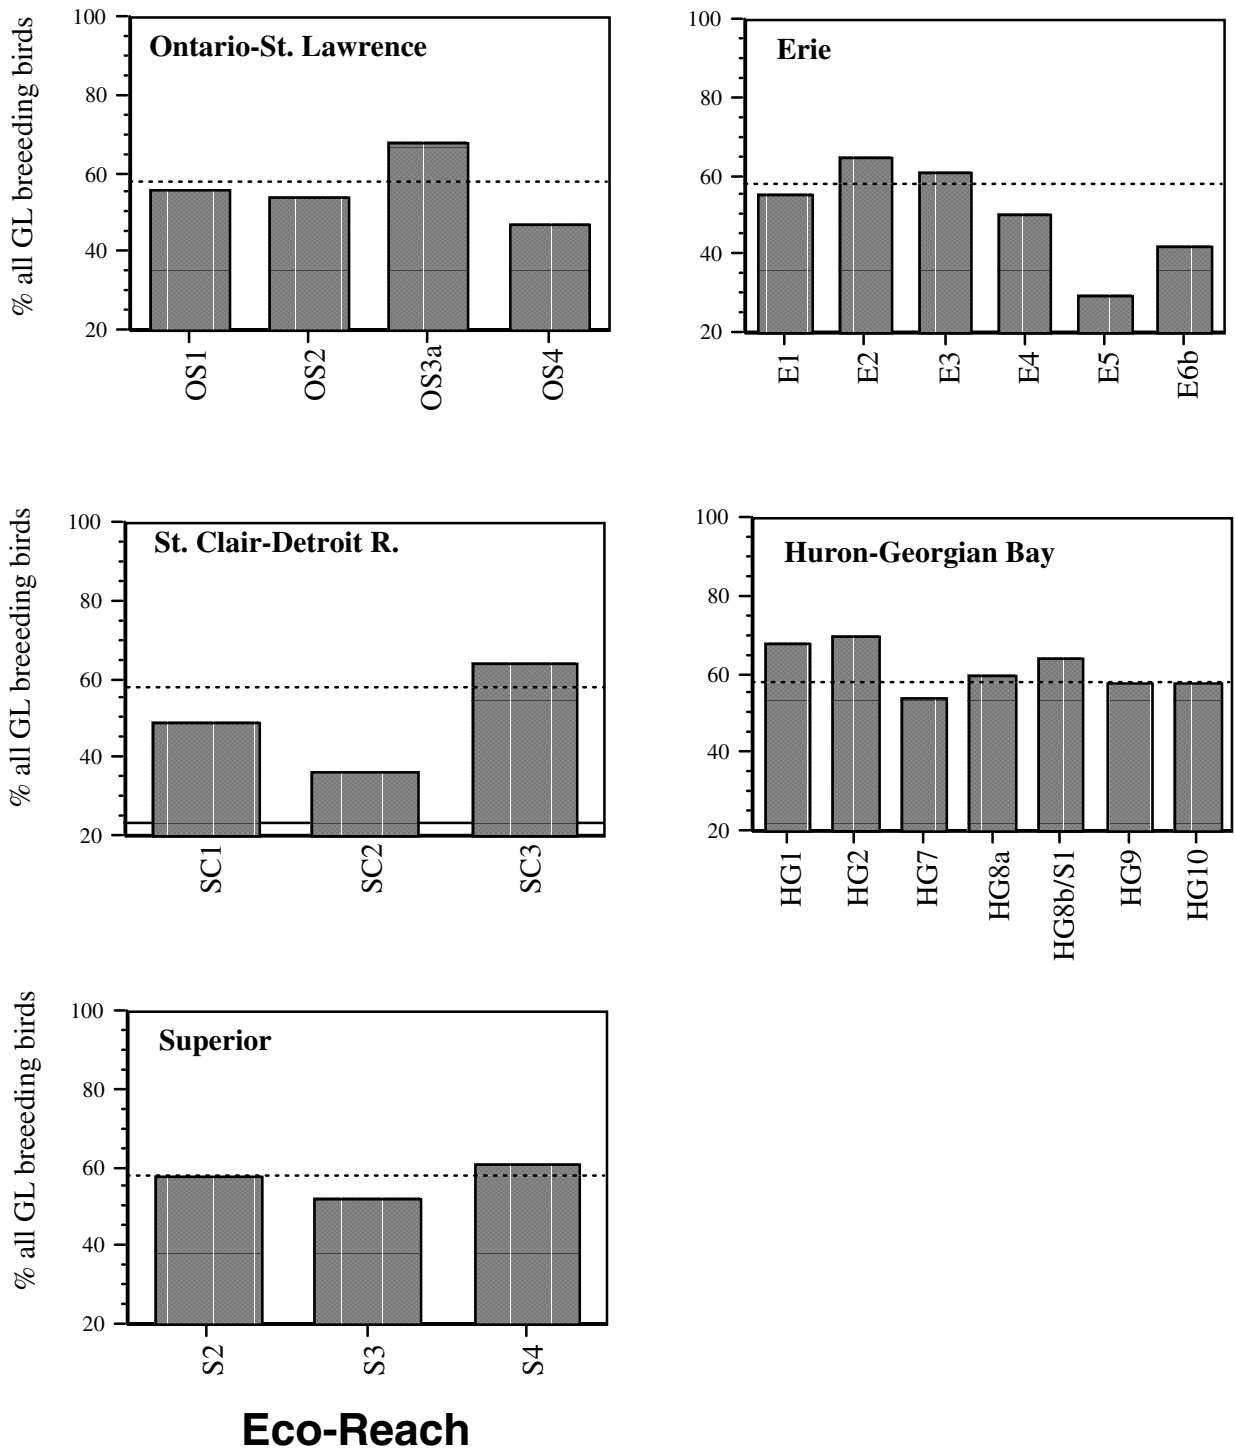 % all GL breeeding birds
100
80
60
40
20
Ontario-St. Lawrence
OS1
OS2
OS3a
OS4
100
80
60
40
20
Erie
E1
E2
E3
E4
E5
E6b
% all GL breeeding birds
100
80
60
40
20
St. Clair-Detroit R.
SC1
SC2
SC3
100
80
60
40
20
Huron-Georgian Bay
HG1
HG2
HG7
HG8a
HG8b/S1
HG9
HG10
% all GL breeeding birds
100
80
60
40
20
Superior
S2
S3
S4
Eco-Reach